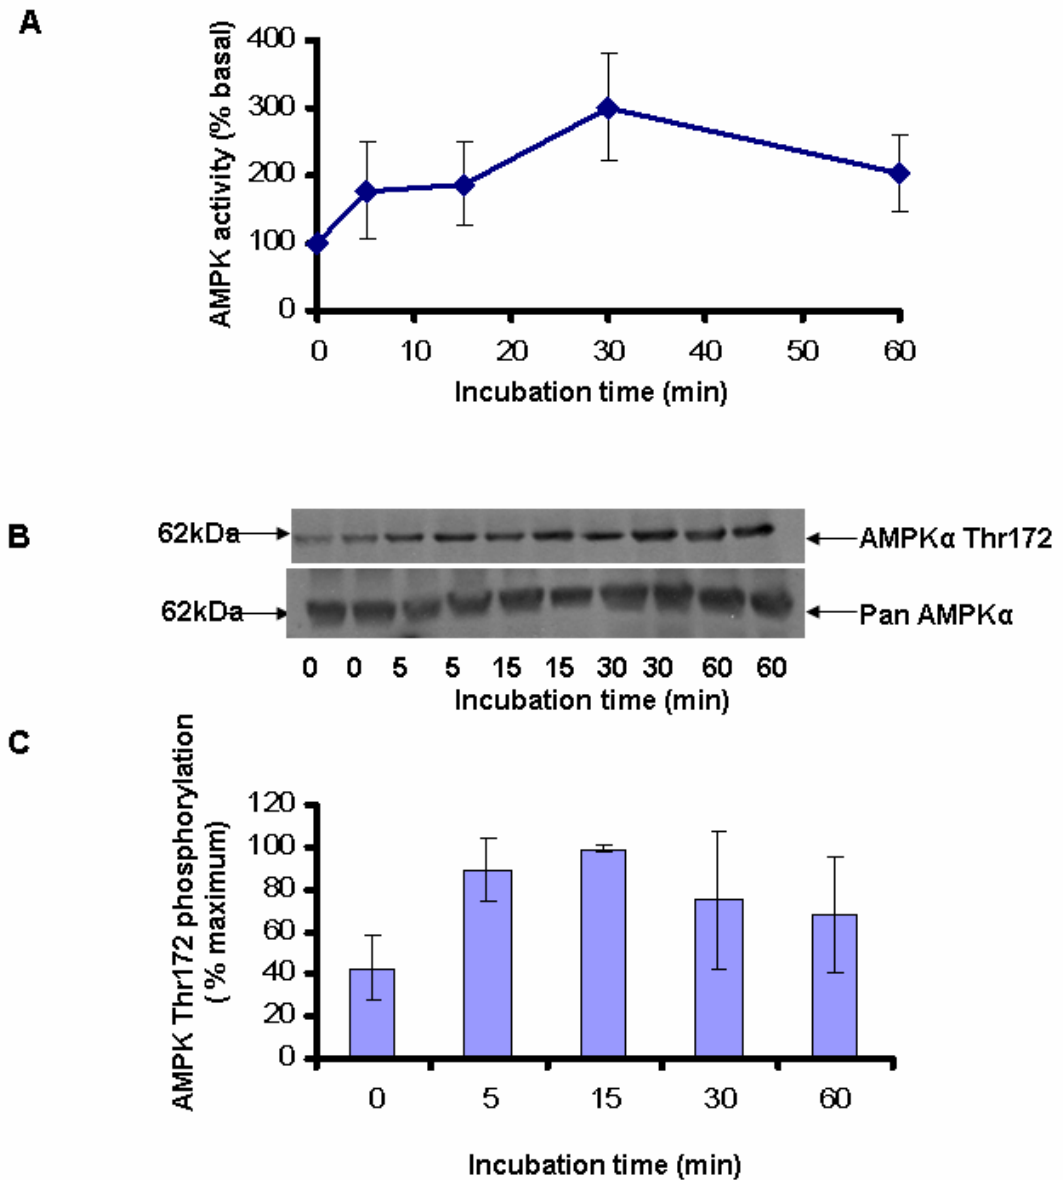 A
AMPK activity (% basal)
400
300
200
100
0
0 10 20 30 40 50 60
Incubation time (min)
B
62kDa
AMPKα Thr172
62kDa
Pan AMPKα
0 0 5 5 15 15 30 30 60 60
Incubation time (min)
C
AMPK Thr172 phosphorylation
( % maximum)
120
100
80
60
40
20
0
0 5 15 30 60
Incubation time (min)